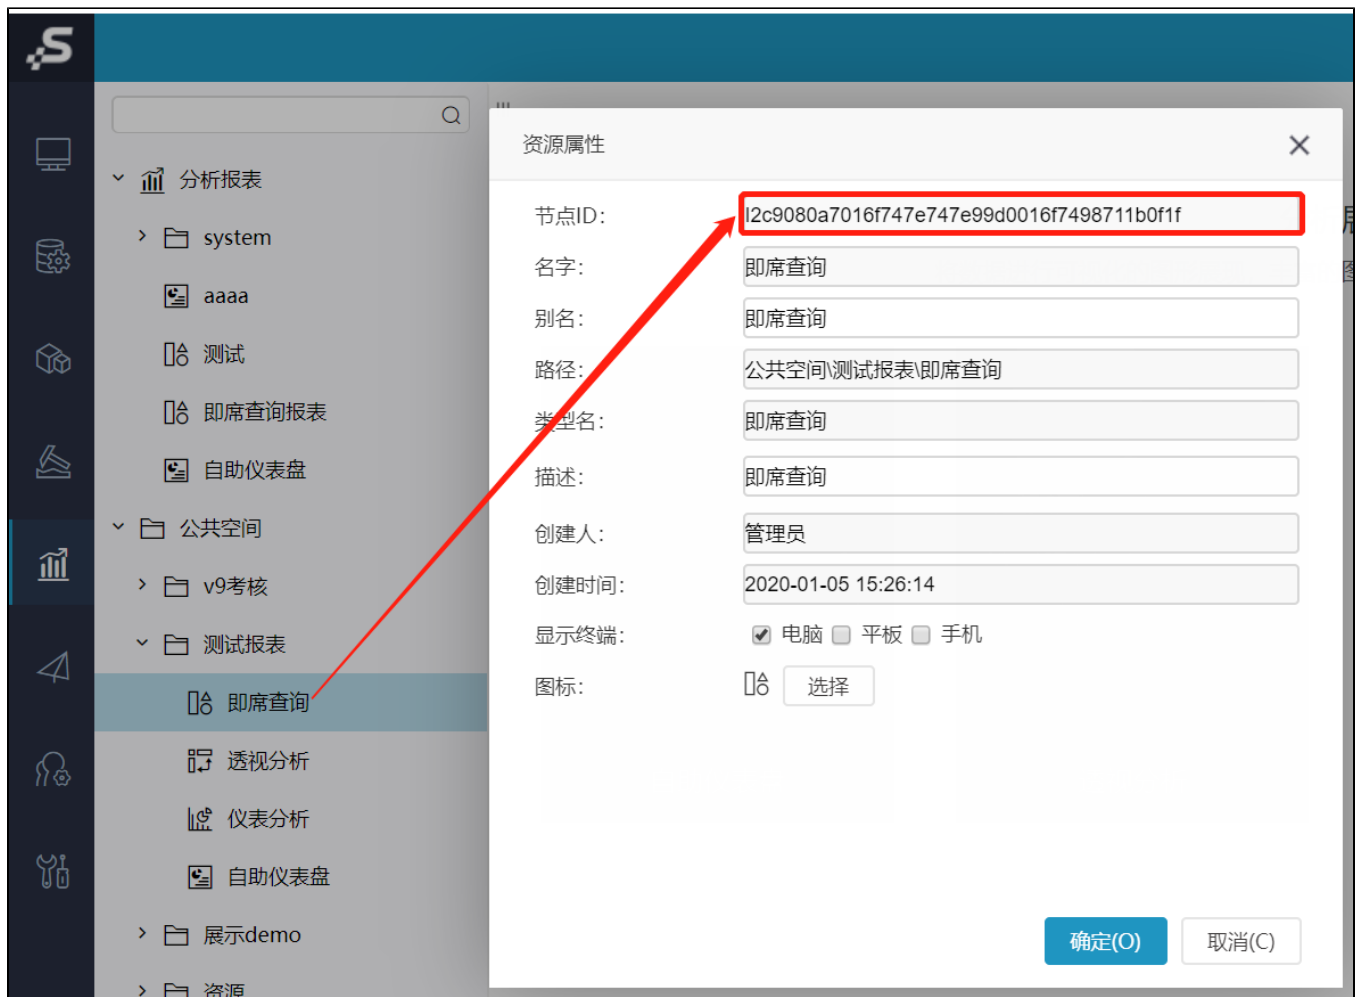 分析报表
system
aaaa
测试
即席查询报表
自助仪表盘
公共空间
v9考核
测试报表
即席查询
透视分析
仪表分析
自助仪表盘
展示demo
资源
资源属性
节点ID: I2c9080a7016f747e747e99d0016f7498711b0f1f
名字: 即席查询
别名: 即席查询
路径: 公共空间\测试报表\即席查询
类型名: 即席查询
描述: 即席查询
创建人: 管理员
创建时间: 2020-01-05 15:26:14
显示终端: 电脑 平板 手机
图标: 选择
确定(O) 取消(C)